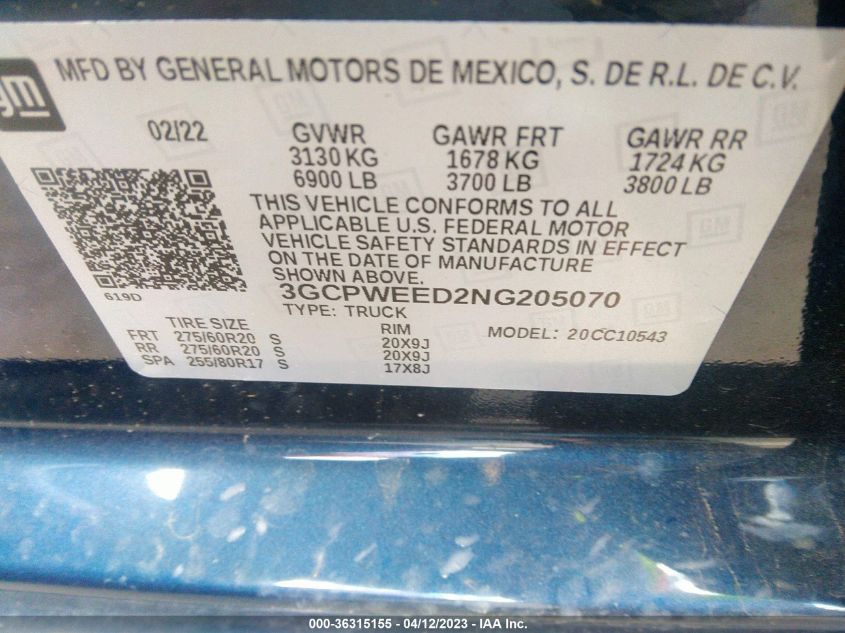 gm
MFD BY GENERAL MOTORS DE MEXICO, S. DE R.L. DE C.V.
02/22 GVWR GAWR FRT GAWR RR
3130 KG 1678 KG 1724 KG
6900 LB 3700 LB 3800 LB
THIS VEHICLE CONFORMS TO ALL
APPLICABLE U.S. FEDERAL MOTOR
VEHICLE SAFETY STANDARDS IN EFFECT
ON THE DATE OF MANUFACTURE
SHOWN ABOVE.
619D
3GCPWEED2NG205070
TYPE: TRUCK MODEL: 20CC10543
TIRE SIZE RIM
FRT 275/60R20 S 20X9J
RR 275/60R20 S 20X9J
SPA 255/80R17 S 17X8J
000-36315155 - 04/12/2023 - IAA Inc.